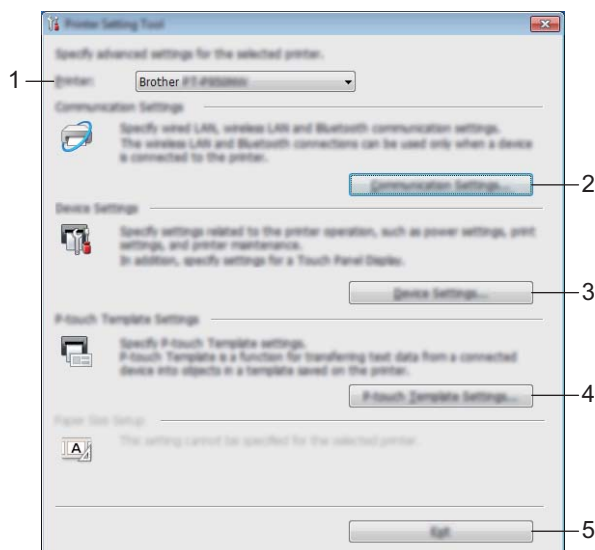 Printer Setting Tool
Specify advanced settings for the selected printer.
1
Printer: Brother
Communication Settings
Specify wired LAN, wireless LAN and Bluetooth communication settings.
The wireless LAN and Bluetooth connections can be used only when a device
is connected to the printer.
Communication Settings...
2
Device Settings
Specify settings related to the printer operation, such as power settings, print
settings, and printer maintenance.
In addition, specify settings for a Touch Panel Display.
Device Settings...
3
P-touch Template Settings
Specify P-touch Template settings.
P-touch Template is a function for transferring text data from a connected
device into objects in a template saved on the printer.
P-touch Template Settings...
4
Paper Size Setup
A
This setting cannot be specified for the selected printer.
Exit
5